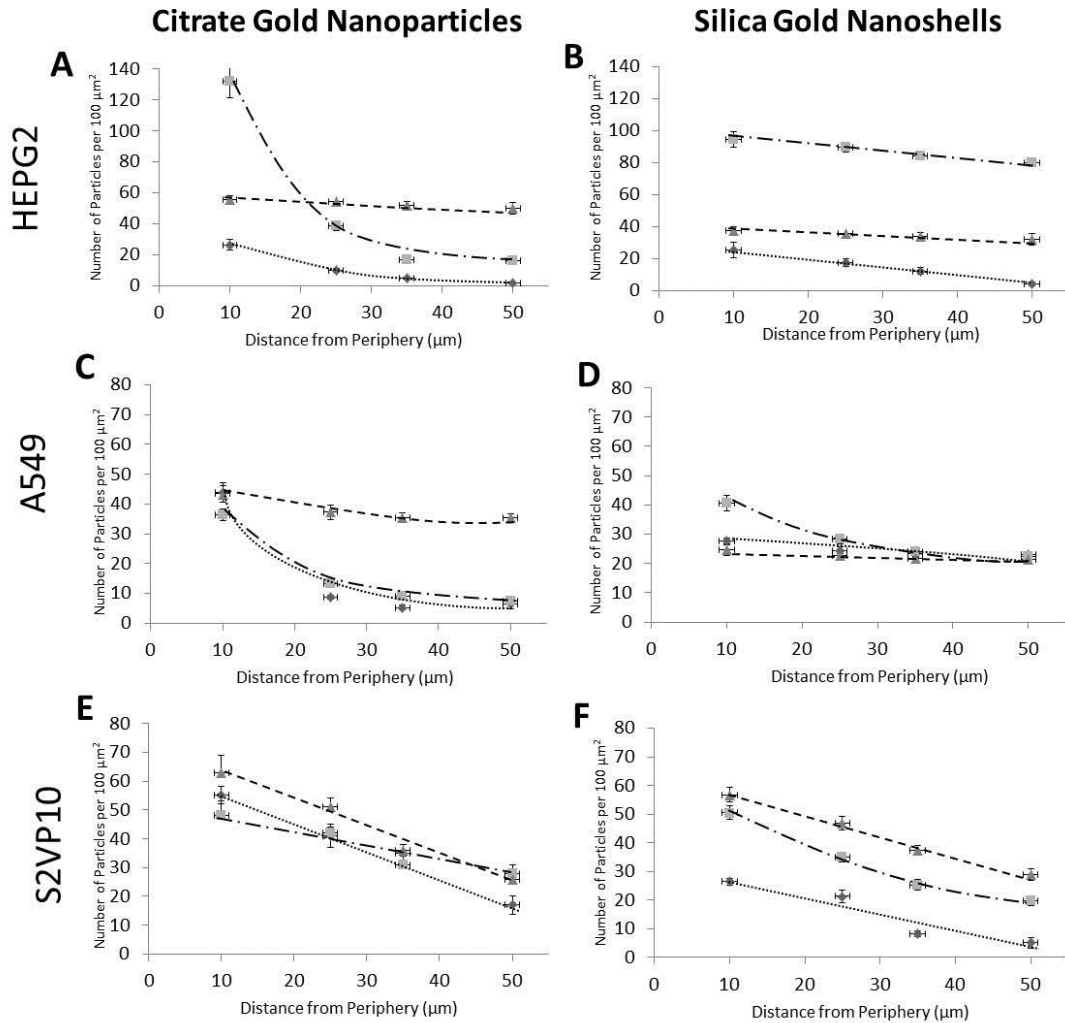 Citrate Gold Nanoparticles
Silica Gold Nanoshells
HEPG2
A
Number of Particles per 100 µm²
140
120
100
80
60
40
20
0
0 10 20 30 40 50
Distance from Periphery (µm)
B
Number of Particles per 100 µm²
140
120
100
80
60
40
20
0
0 10 20 30 40 50
Distance from Periphery (µm)
A549
C
Number of Particles per 100 µm²
80
70
60
50
40
30
20
10
0
0 10 20 30 40 50
Distance from Periphery (µm)
D
Number of Particles per 100 µm²
80
70
60
50
40
30
20
10
0
0 10 20 30 40 50
Distance from Periphery (µm)
S2VP10
E
Number of Particles per 100 µm²
80
70
60
50
40
30
20
10
0
0 10 20 30 40 50
Distance from Periphery (µm)
F
Number of Particles per 100 µm²
80
70
60
50
40
30
20
10
0
0 10 20 30 40 50
Distance from Periphery (µm)